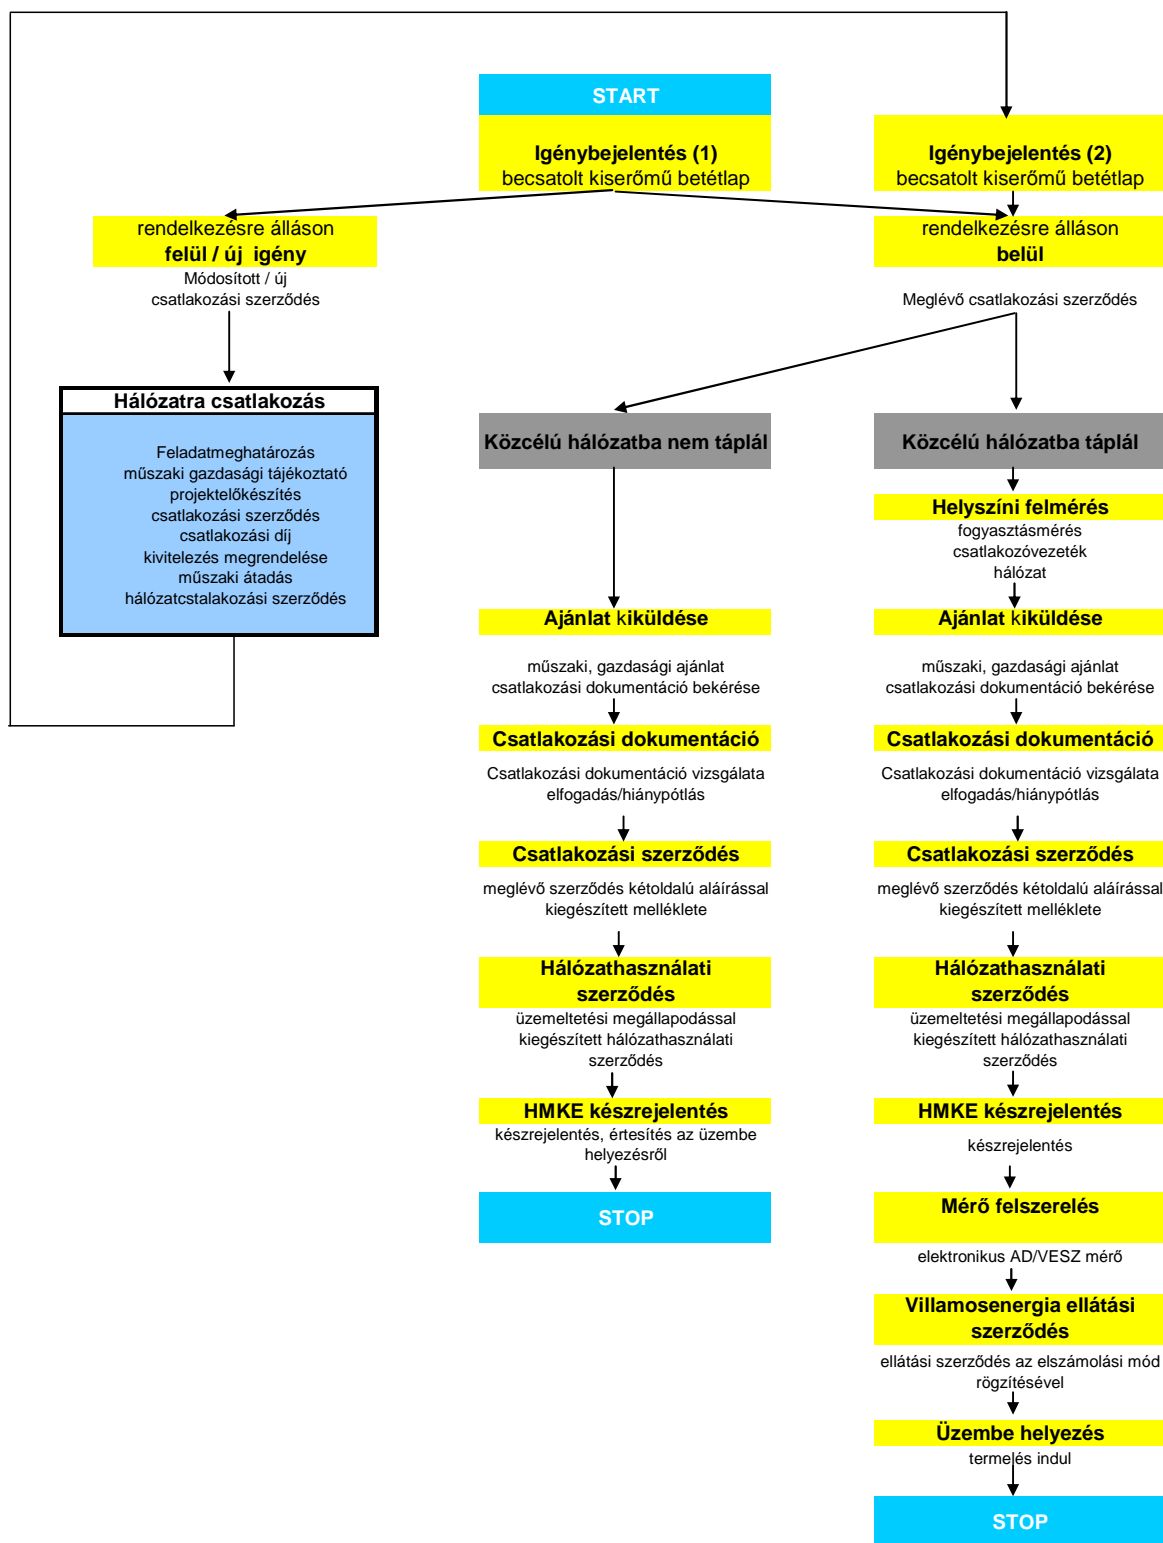 START
Igénybejelentés (1)
becsatolt kiserőmű betétlap
Igénybejelentés (2)
becsatolt kiserőmű betétlap
rendelkezésre álláson
felül / új igény
Módosított / új
csatlakozási szerződés
rendelkezésre álláson
belül
Meglévő csatlakozási szerződés
Hálózatra csatlakozás
Feladatmeghatározás
műszaki gazdasági tájékoztató
projektelőkészítés
csatlakozási szerződés
csatlakozási díj
kivitelezés megrendelése
műszaki átadás
hálózatcstalakozási szerződés
Közcélú hálózatba nem táplál
Ajánlat kiküldése
műszaki, gazdasági ajánlat
csatlakozási dokumentáció bekérése
Csatlakozási dokumentáció
Csatlakozási dokumentáció vizsgálata
elfogadás/hiánypótlás
Csatlakozási szerződés
meglévő szerződés kétoldalú aláírással
kiegészített melléklete
Hálózathasználati
szerződés
üzemeltetési megállapodással
kiegészített hálózathasználati
szerződés
HMKE készrejelentés
készrejelentés, értesítés az üzembe
helyezésről
STOP
Közcélú hálózatba táplál
Helyszíni felmérés
fogyasztásmérés
csatlakozóvezeték
hálózat
Ajánlat kiküldése
műszaki, gazdasági ajánlat
csatlakozási dokumentáció bekérése
Csatlakozási dokumentáció
Csatlakozási dokumentáció vizsgálata
elfogadás/hiánypótlás
Csatlakozási szerződés
meglévő szerződés kétoldalú aláírással
kiegészített melléklete
Hálózathasználati
szerződés
üzemeltetési megállapodással
kiegészített hálózathasználati
szerződés
HMKE készrejelentés
készrejelentés
Mérő felszerelés
elektronikus AD/VESZ mérő
Villamosenergia ellátási
szerződés
ellátási szerződés az elszámolási mód
rögzítésével
Üzembe helyezés
termelés indul
STOP